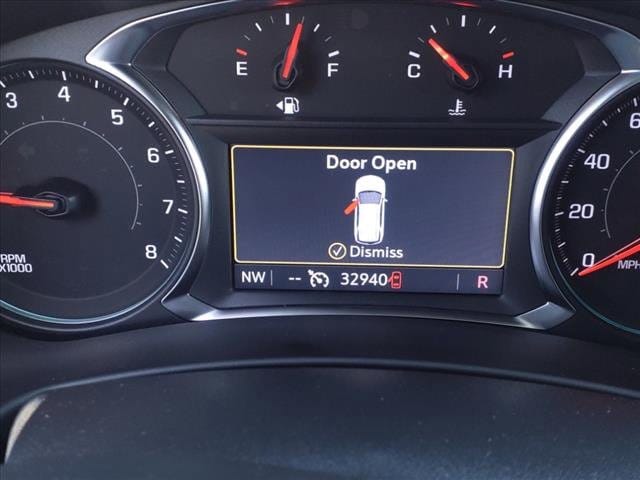 E F C H
3 4 5 6 7 8
RPM
X1000
Door Open
Dismiss
NW -- 32940 R
60
40
20
0
MPH